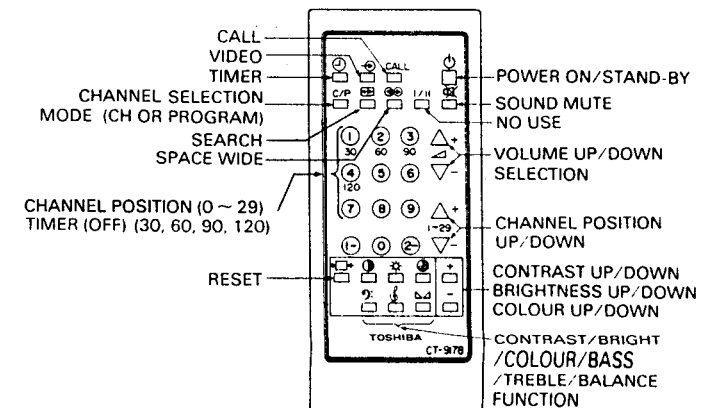 CALL
VIDEO
TIMER
CHANNEL SELECTION
MODE (CH OR PROGRAM)
SEARCH
SPACE WIDE
CHANNEL POSITION (0 ~ 29)
TIMER (OFF) (30, 60, 90, 120)
RESET
CALL
C/P
I/II
1 2 3 +
30 60 90
4 5 6 -
120
7 8 9 +
1-29
1- 0 2- -
+
-
TOSHIBA
CT-9178
POWER ON/STAND-BY
SOUND MUTE
NO USE
VOLUME UP/DOWN
SELECTION
CHANNEL POSITION
UP/DOWN
CONTRAST UP/DOWN
BRIGHTNESS UP/DOWN
COLOUR UP/DOWN
CONTRAST/BRIGHT
/COLOUR/BASS
/TREBLE/BALANCE
FUNCTION